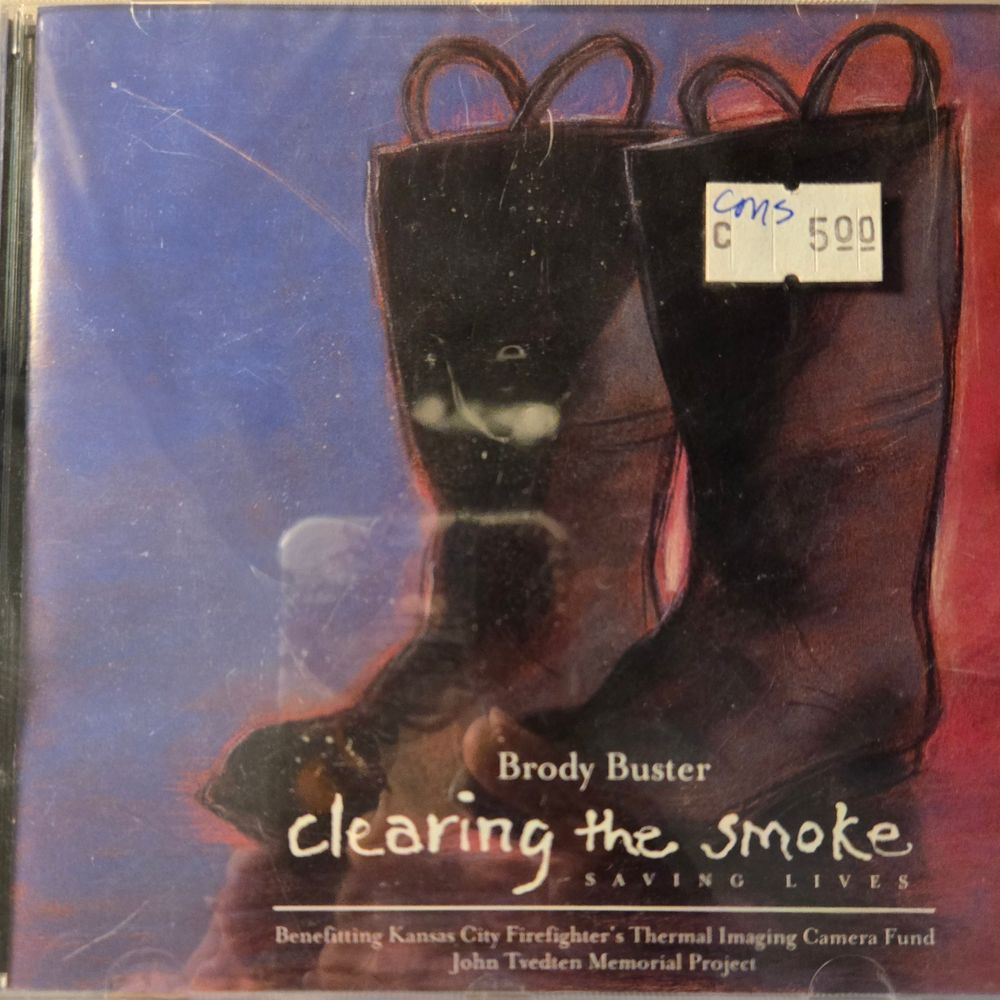 cons
C 5.00
Brody Buster
clearing the smoke
SAVING LIVES
Benefitting Kansas City Firefighter's Thermal Imaging Camera Fund
John Tvedten Memorial Project